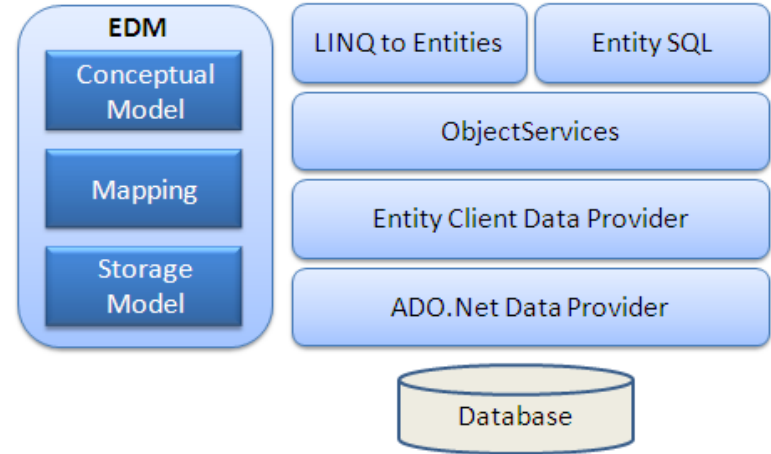 EDM
Conceptual
Model
Mapping
Storage
Model
LINQ to Entities
Entity SQL
ObjectServices
Entity Client Data Provider
ADO.Net Data Provider
Database